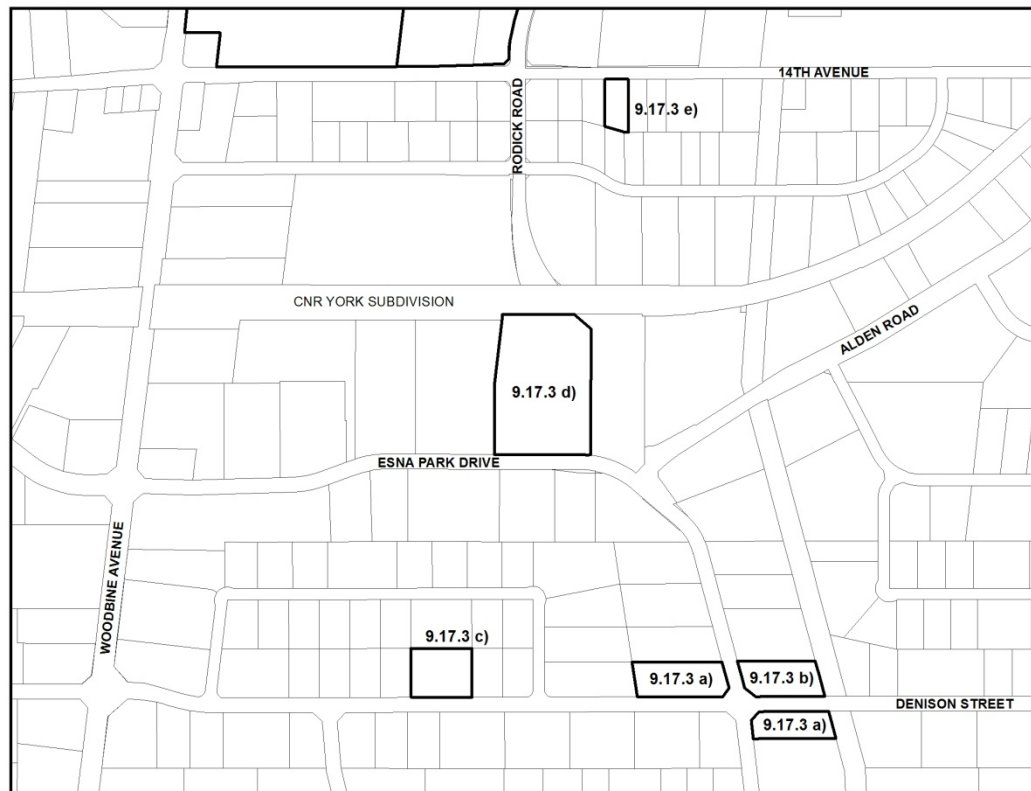 14TH AVENUE
RODICK ROAD
9.17.3 e)
CNR YORK SUBDIVISION
ALDEN ROAD
9.17.3 d)
ESNA PARK DRIVE
WOODBINE AVENUE
9.17.3 c)
9.17.3 a)
9.17.3 b)
DENISON STREET
9.17.3 a)